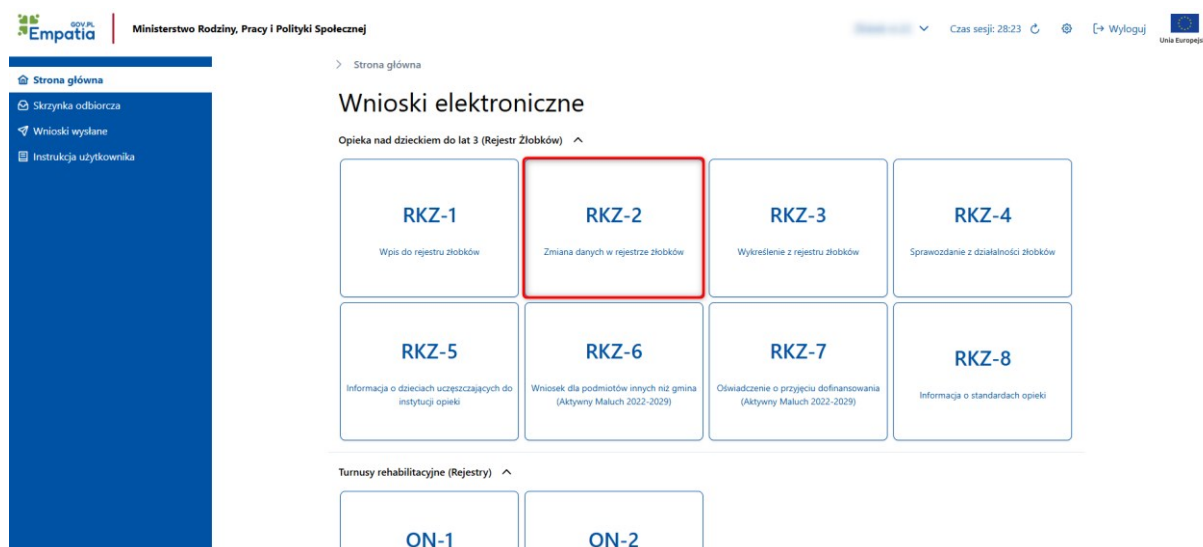 GOV.PL
Empatia
Ministerstwo Rodziny, Pracy i Polityki Społecznej
Czas sesji: 28:23
Wyloguj
Unia Europejs
Strona główna
Skrzynka odbiorcza
Wnioski wysłane
Instrukcja użytkownika
Strona główna
Wnioski elektroniczne
Opieka nad dzieckiem do lat 3 (Rejestr Żłobków)
RKZ-1
Wpis do rejestru żłobków
RKZ-2
Zmiana danych w rejestrze żłobków
RKZ-3
Wykreślenie z rejestru żłobków
RKZ-4
Sprawozdanie z działalności żłobków
RKZ-5
Informacja o dzieciach uczęszczających do
instytucji opieki
RKZ-6
Wniosek dla podmiotów innych niż gmina
(Aktywny Maluch 2022-2029)
RKZ-7
Oświadczenie o przyjęciu dofinansowania
(Aktywny Maluch 2022-2029)
RKZ-8
Informacja o standardach opieki
Turnusy rehabilitacyjne (Rejestry)
ON-1
ON-2